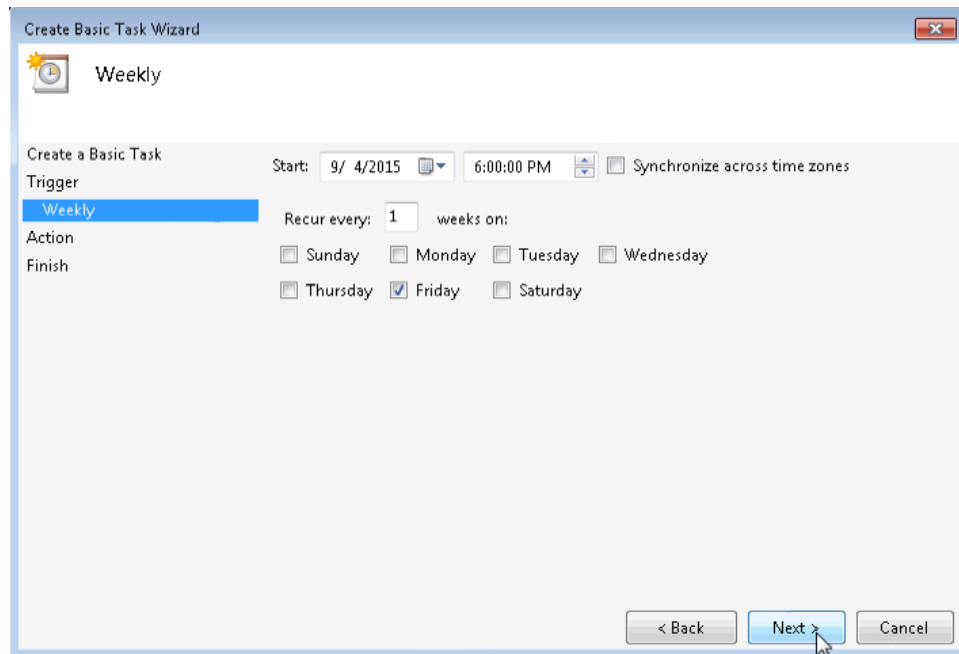 Create Basic Task Wizard
Weekly
Create a Basic Task
Trigger
Weekly
Action
Finish
Start: 9/ 4/2015 6:00:00 PM Synchronize across time zones
Recur every: 1 weeks on:
Sunday Monday Tuesday Wednesday
Thursday Friday Saturday
< Back Next > Cancel